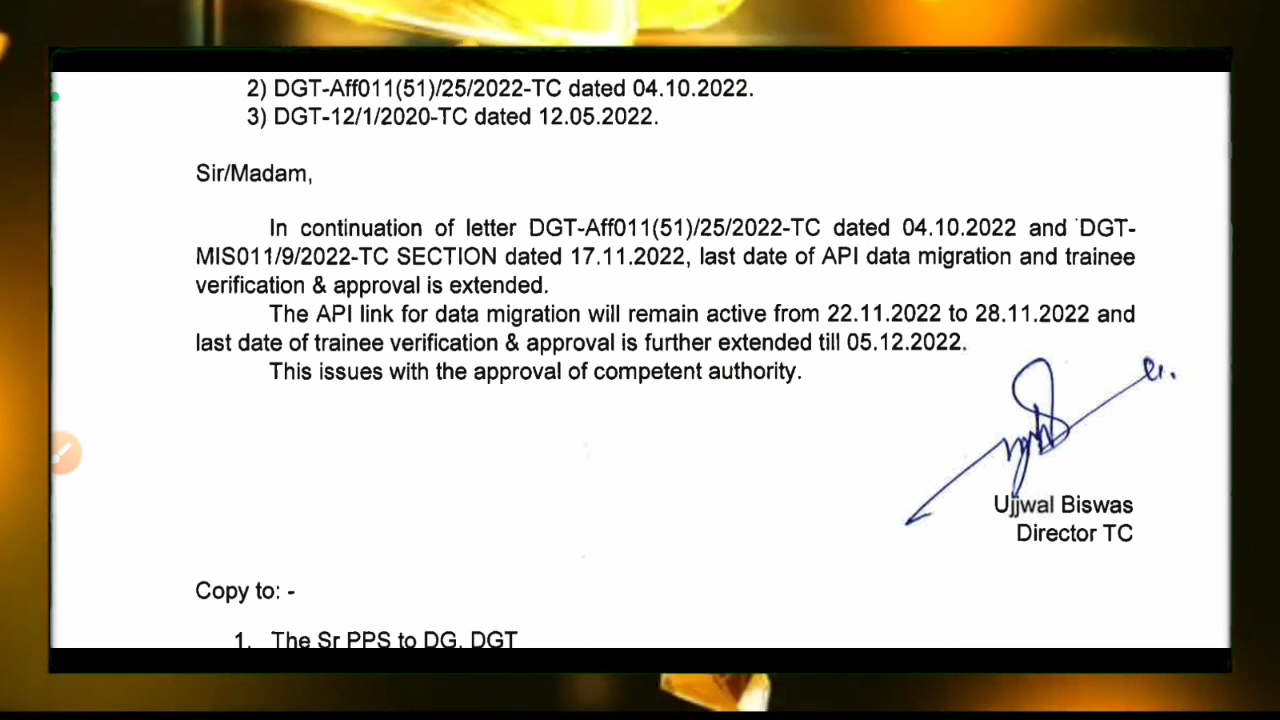 2) DGT-Aff011(51)/25/2022-TC dated 04.10.2022.
3) DGT-12/1/2020-TC dated 12.05.2022.
Sir/Madam,
In continuation of letter DGT-Aff011(51)/25/2022-TC dated 04.10.2022 and DGT-
MIS011/9/2022-TC SECTION dated 17.11.2022, last date of API data migration and trainee
verification & approval is extended.
The API link for data migration will remain active from 22.11.2022 to 28.11.2022 and
last date of trainee verification & approval is further extended till 05.12.2022.
This issues with the approval of competent authority.
Ujjwal Biswas
Director TC
Copy to: -
1. The Sr PPS to DG, DGT